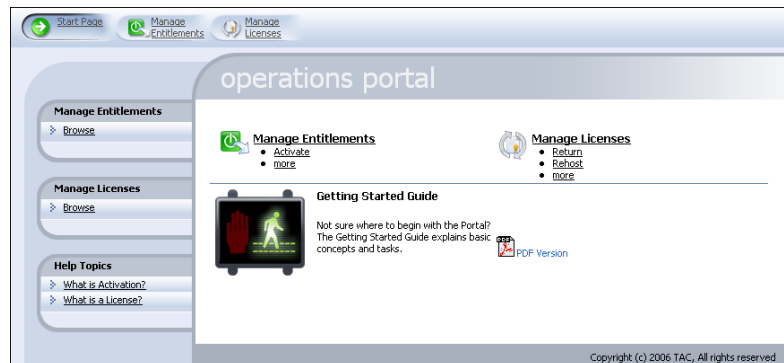 Start Page
Manage
Entitlements
Manage
Licenses
operations portal
Manage Entitlements
Browse
Manage Licenses
Browse
Help Topics
What is Activation?
What is a License?
Manage Entitlements
Activate
more
Manage Licenses
Return
Rehost
more
Getting Started Guide
Not sure where to begin with the Portal?
The Getting Started Guide explains basic
concepts and tasks.
PDF Version
Copyright (c) 2006 TAC, All rights reserved